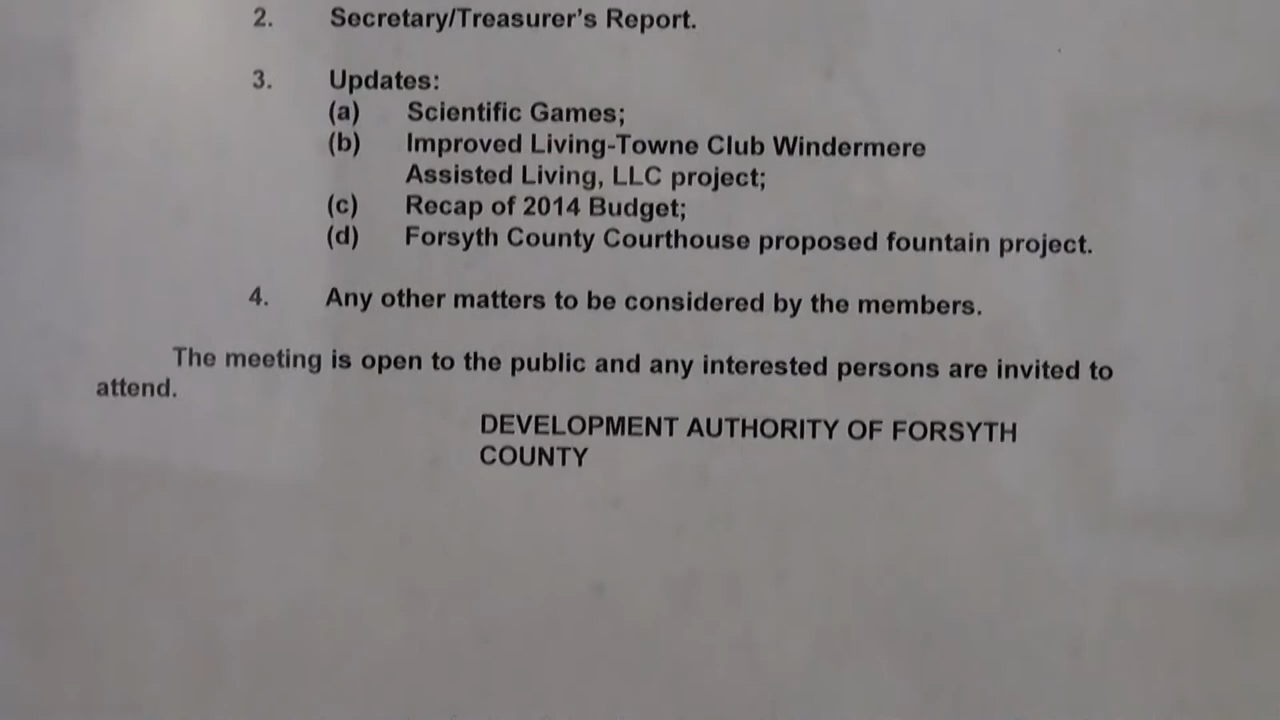 2. Secretary/Treasurer's Report.
3. Updates:
(a) Scientific Games;
(b) Improved Living-Towne Club Windermere
Assisted Living, LLC project;
(c) Recap of 2014 Budget;
(d) Forsyth County Courthouse proposed fountain project.
4. Any other matters to be considered by the members.
The meeting is open to the public and any interested persons are invited to
attend.
DEVELOPMENT AUTHORITY OF FORSYTH
COUNTY